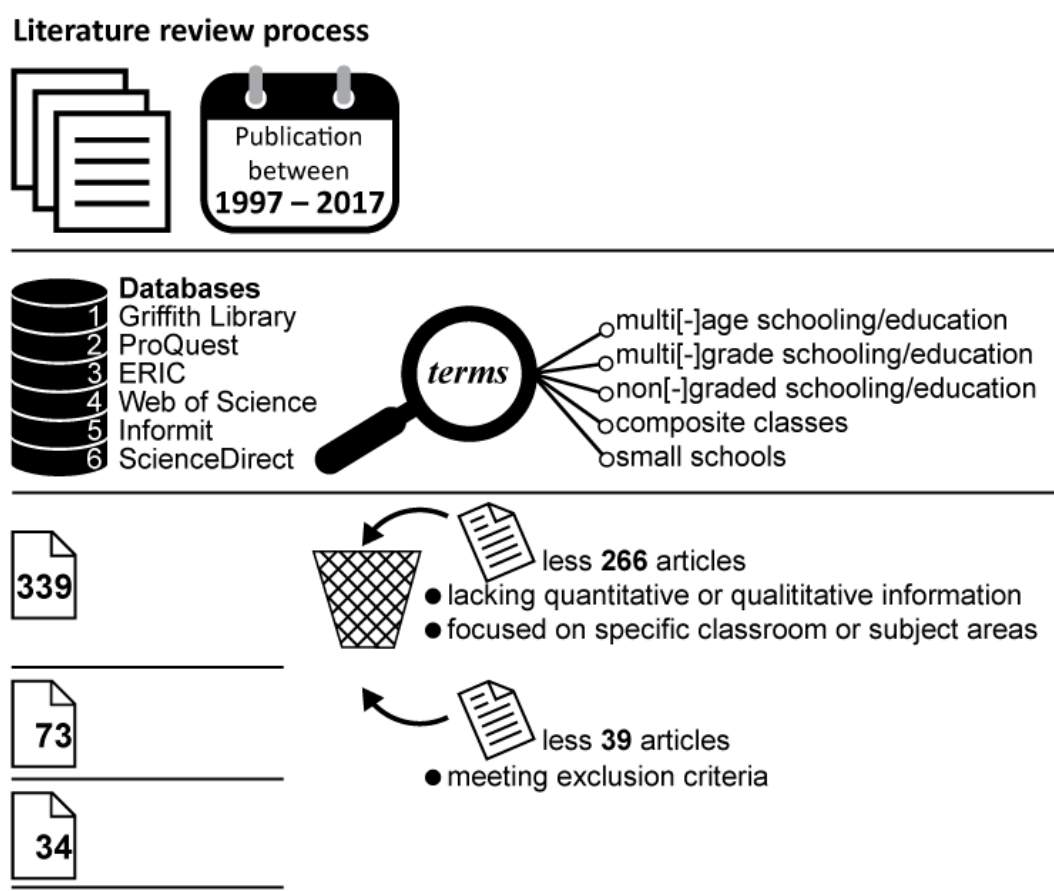 Literature review process
Publication
between
1997 – 2017
Databases
1 Griffith Library
2 ProQuest
3 ERIC
4 Web of Science
5 Informit
6 ScienceDirect
terms
multi[-]age schooling/education
multi[-]grade schooling/education
non[-]graded schooling/education
composite classes
small schools
339
less 266 articles
● lacking quantitative or qualititative information
● focused on specific classroom or subject areas
73
less 39 articles
● meeting exclusion criteria
34